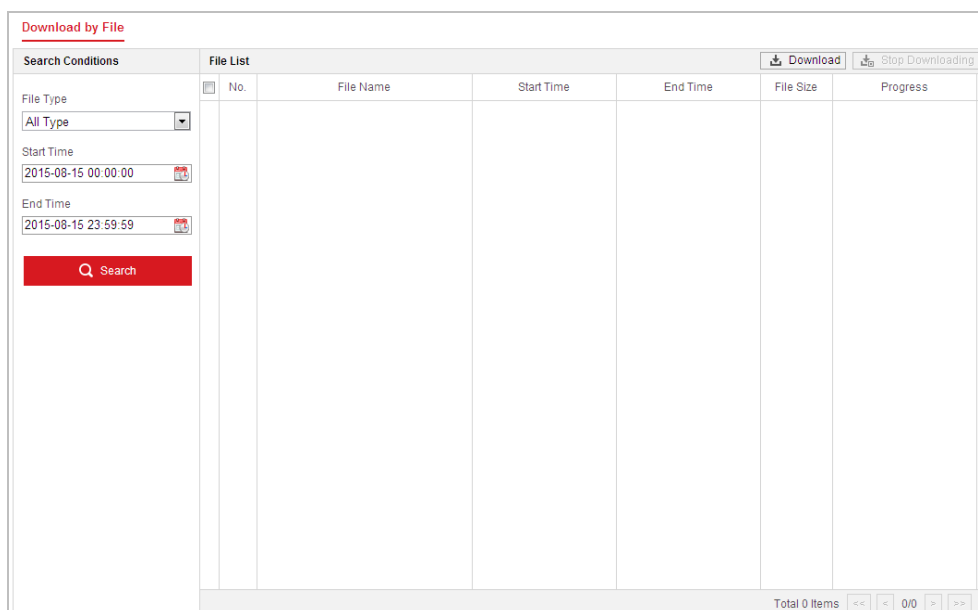 Download by File
Search Conditions
File List
Download
Stop Downloading
No.
File Name
Start Time
End Time
File Size
Progress
File Type
All Type
Start Time
2015-08-15 00:00:00
End Time
2015-08-15 23:59:59
Search
Total 0 Items << < 0/0 > >>